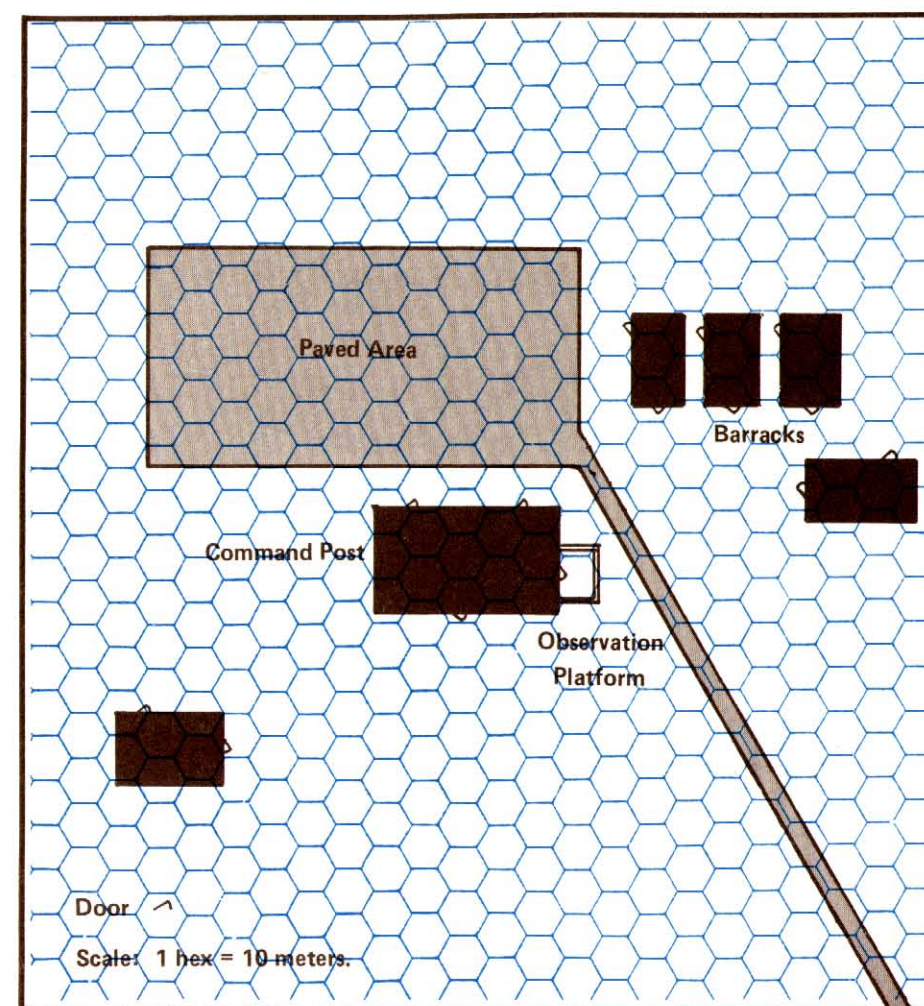 Paved Area
Barracks
Command Post
Observation
Platform
Door
Scale: 1 hex = 10 meters.